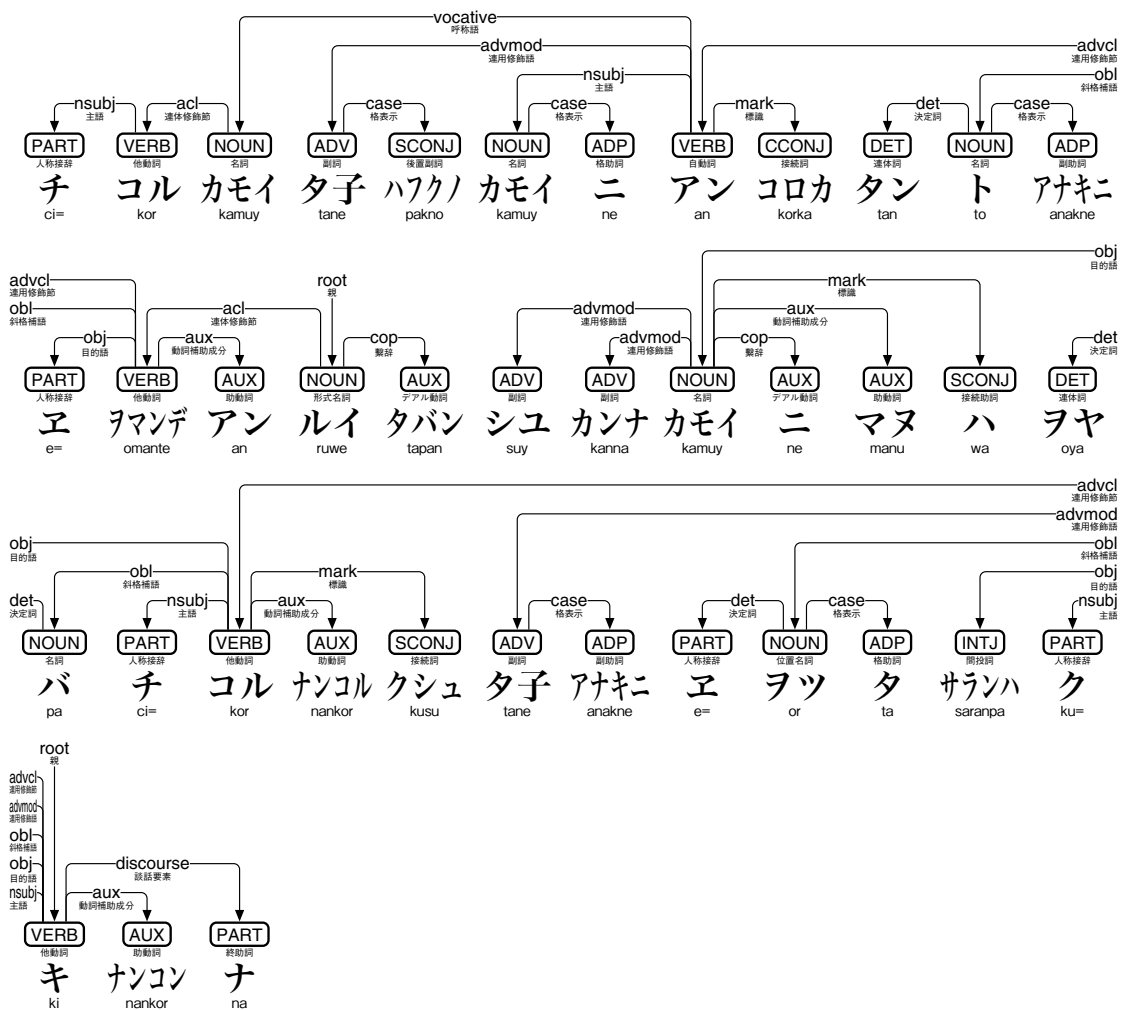 vocative
呼称語
advmod
連用修飾語
advcl
連用修飾節
nsubj
主語
obl
斜格補語
nsubj acl case case mark det case
主語 連体修飾節 格表示 格表示 標識 決定詞 格表示
PART VERB NOUN ADV SCONJ NOUN ADP VERB CCONJ DET NOUN ADP
人称接辞 他動詞 名詞 副詞 後置副詞 名詞 格助詞 自動詞 接続詞 連体詞 名詞 副助詞
チ コル カモイ タ子 ハフクノ カモイ ニ アン コロカ タン ト アナキニ
ci= kor kamuy tane pakno kamuy ne an korka tan to anakne
obj
目的語
advcl root mark
連用修飾節 親 標識
obl acl advmod aux
斜格補語 連体修飾節 連用修飾語 動詞補助成分
obj aux cop advmod cop det
目的語 動詞補助成分 繋辞 連用修飾語 繋辞 決定詞
PART VERB AUX NOUN AUX ADV ADV NOUN AUX AUX SCONJ DET
人称接辞 他動詞 助動詞 形式名詞 デアル動詞 副詞 副詞 名詞 デアル動詞 助動詞 接続助詞 連体詞
ヱ ヲマンデ アン ルイ タバン シユ カンナ カモイ ニ マヌ ハ ヲヤ
e= omante an ruwe tapan suy kanna kamuy ne manu wa oya
advcl
連用修飾節
advmod
連用修飾語
obj obl
目的語 斜格補語
obl mark obj
斜格補語 標識 目的語
det nsubj aux case det case nsubj
決定詞 主語 動詞補助成分 格表示 決定詞 格表示 主語
NOUN PART VERB AUX SCONJ ADV ADP PART NOUN ADP INTJ PART
名詞 人称接辞 他動詞 助動詞 接続詞 副詞 副助詞 人称接辞 位置名詞 格助詞 間投詞 人称接辞
バ チ コル ナンコル クシュ タ子 アナキニ ヱ ヲツ タ サランハ ク
pa ci= kor nankor kusu tane anakne e= or ta saranpa ku=
root
親
advcl
連用修飾節
advmod
連用修飾語
obl
斜格補語
obj discourse
目的語 談話要素
nsubj aux
主語 動詞補助成分
VERB AUX PART
他動詞 助動詞 終助詞
キ ナンコン ナ
ki nankor na